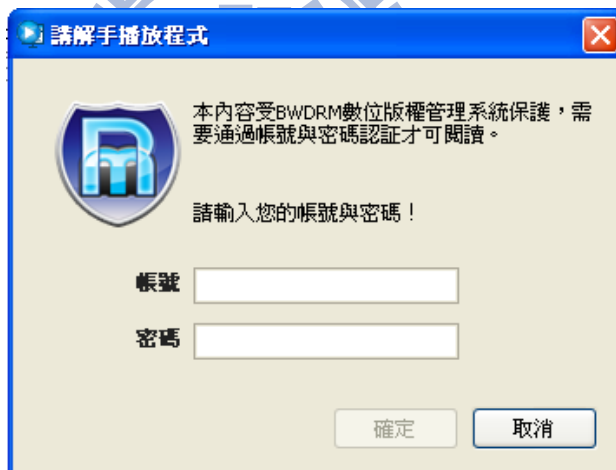 講解手播放程式
本內容受BWDRM數位版權管理系統保護，需
要通過帳號與密碼認証才可閱讀。
請輸入您的帳號與密碼！
帳號
密碼
確定
取消